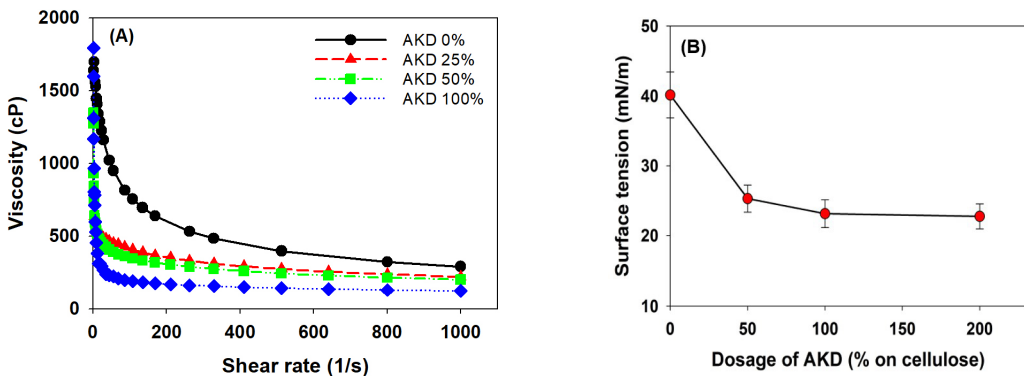 (A)
AKD 0%
AKD 25%
AKD 50%
AKD 100%
2000
1500
1000
500
0
Viscosity (cP)
0 200 400 600 800 1000
Shear rate (1/s)
(B)
50
40
30
20
10
Surface tension (mN/m)
0 50 100 150 200
Dosage of AKD (% on cellulose)